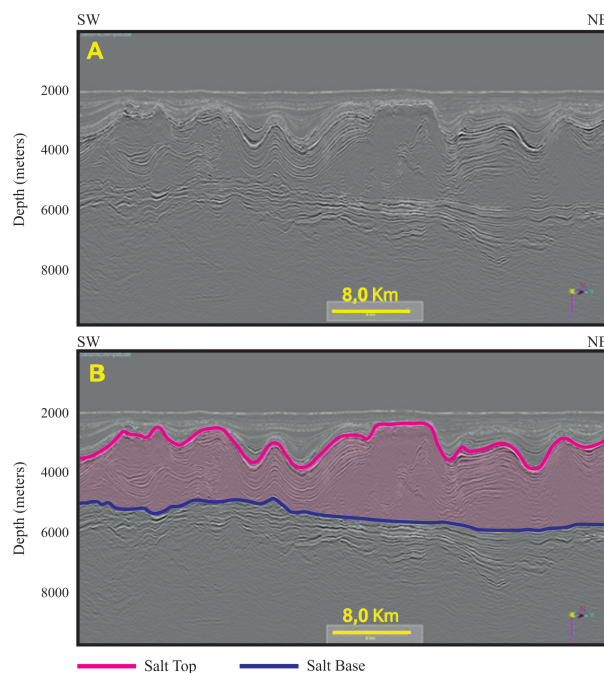 SW NE
A
2000
4000
6000
8000
Depth (meters)
8,0 Km
SW NE
B
2000
4000
6000
8000
Depth (meters)
8,0 Km
Salt Top Salt Base